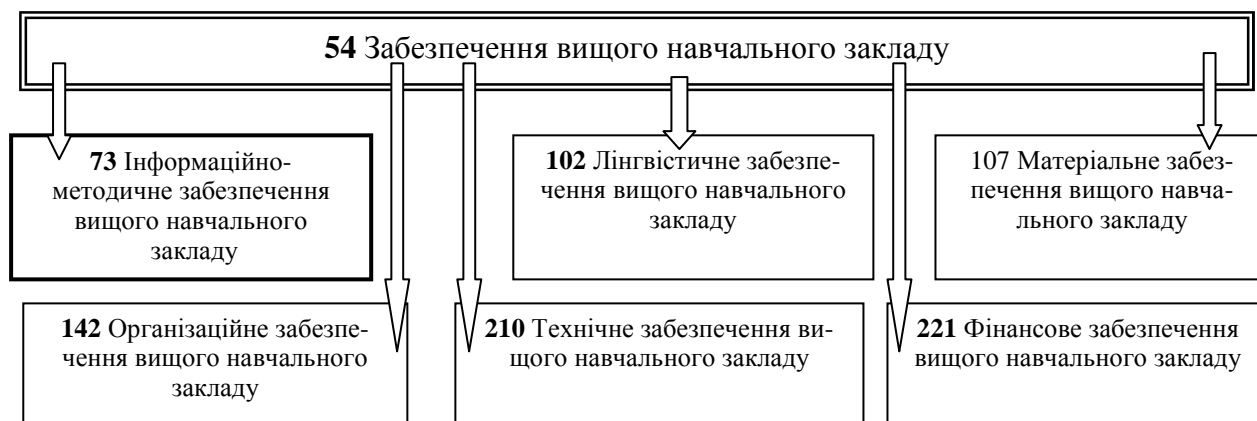 54 Забезпечення вищого навчального закладу
73 Інформаційно-
методичне забезпечення
вищого навчального
закладу
102 Лінгвістичне забезпе-
чення вищого навчального
закладу
107 Матеріальне забез-
печення вищого навча-
льного закладу
142 Організаційне забезпе-
чення вищого навчального
закладу
210 Технічне забезпечення ви-
щого навчального закладу
221 Фінансове забезпечення
вищого навчального закладу